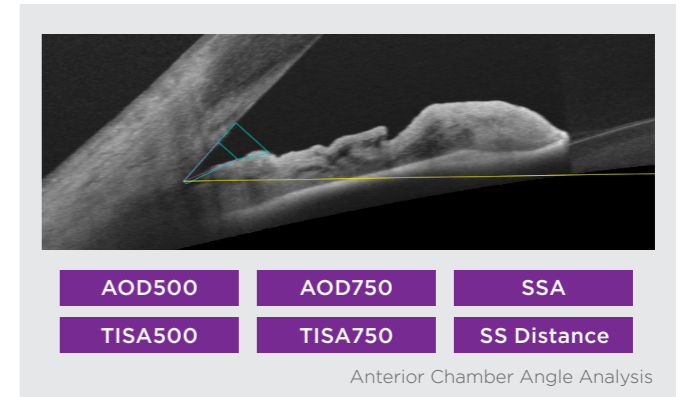 AOD500 AOD750 SSA
TISA500 TISA750 SS Distance
Anterior Chamber Angle Analysis